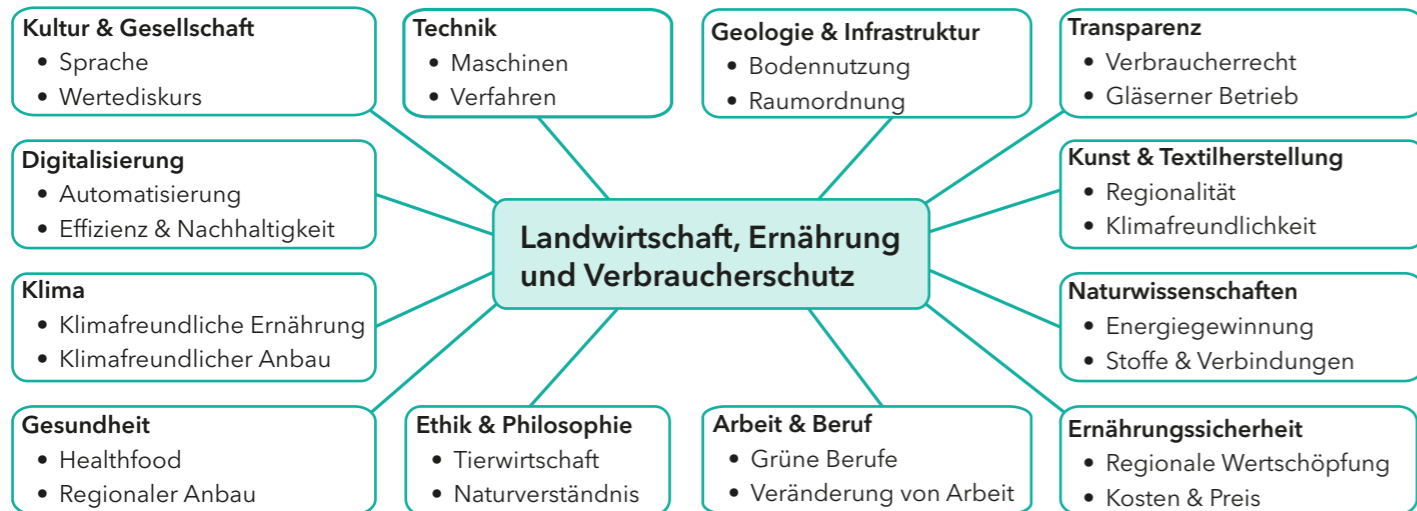 Kultur & Gesellschaft
• Sprache
• Wertediskurs
Technik
• Maschinen
• Verfahren
Geologie & Infrastruktur
• Bodennutzung
• Raumordnung
Transparenz
• Verbraucherrecht
• Gläserner Betrieb
Digitalisierung
• Automatisierung
• Effizienz & Nachhaltigkeit
Kunst & Textilherstellung
• Regionalität
• Klimafreundlichkeit
Landwirtschaft, Ernährung
und Verbraucherschutz
Klima
• Klimafreundliche Ernährung
• Klimafreundlicher Anbau
Naturwissenschaften
• Energiegewinnung
• Stoffe & Verbindungen
Gesundheit
• Healthfood
• Regionaler Anbau
Ethik & Philosophie
• Tierwirtschaft
• Naturverständnis
Arbeit & Beruf
• Grüne Berufe
• Veränderung von Arbeit
Ernährungssicherheit
• Regionale Wertschöpfung
• Kosten & Preis